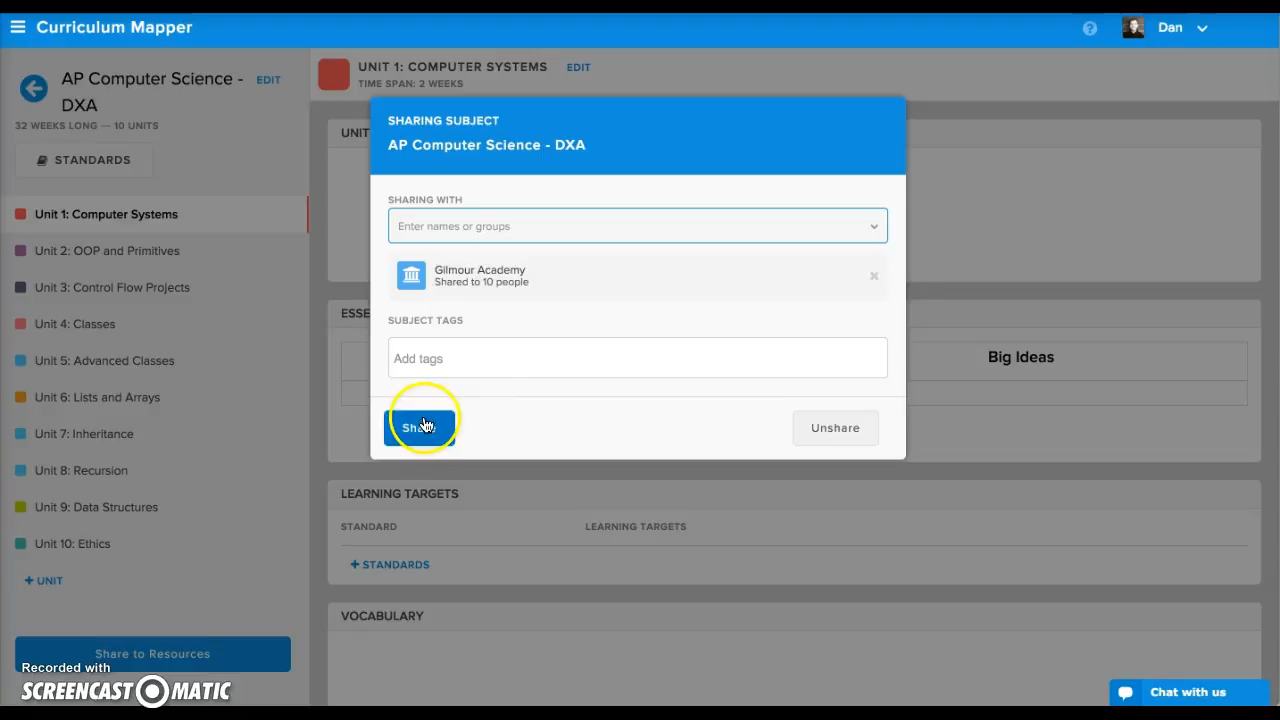 Curriculum Mapper
Dan
AP Computer Science -
DXA
EDIT
32 WEEKS LONG — 10 UNITS
STANDARDS
Unit 1: Computer Systems
Unit 2: OOP and Primitives
Unit 3: Control Flow Projects
Unit 4: Classes
Unit 5: Advanced Classes
Unit 6: Lists and Arrays
Unit 7: Inheritance
Unit 8: Recursion
Unit 9: Data Structures
Unit 10: Ethics
+ UNIT
Share to Resources
Recorded with
SCREENCAST MATIC
UNIT 1: COMPUTER SYSTEMS EDIT
TIME SPAN: 2 WEEKS
UNIT
SHARING SUBJECT
AP Computer Science - DXA
SHARING WITH
Enter names or groups
Gilmour Academy
Shared to 10 people
SUBJECT TAGS
Add tags
Share
Unshare
ESSE
Big Ideas
LEARNING TARGETS
STANDARD LEARNING TARGETS
+ STANDARDS
VOCABULARY
Chat with us